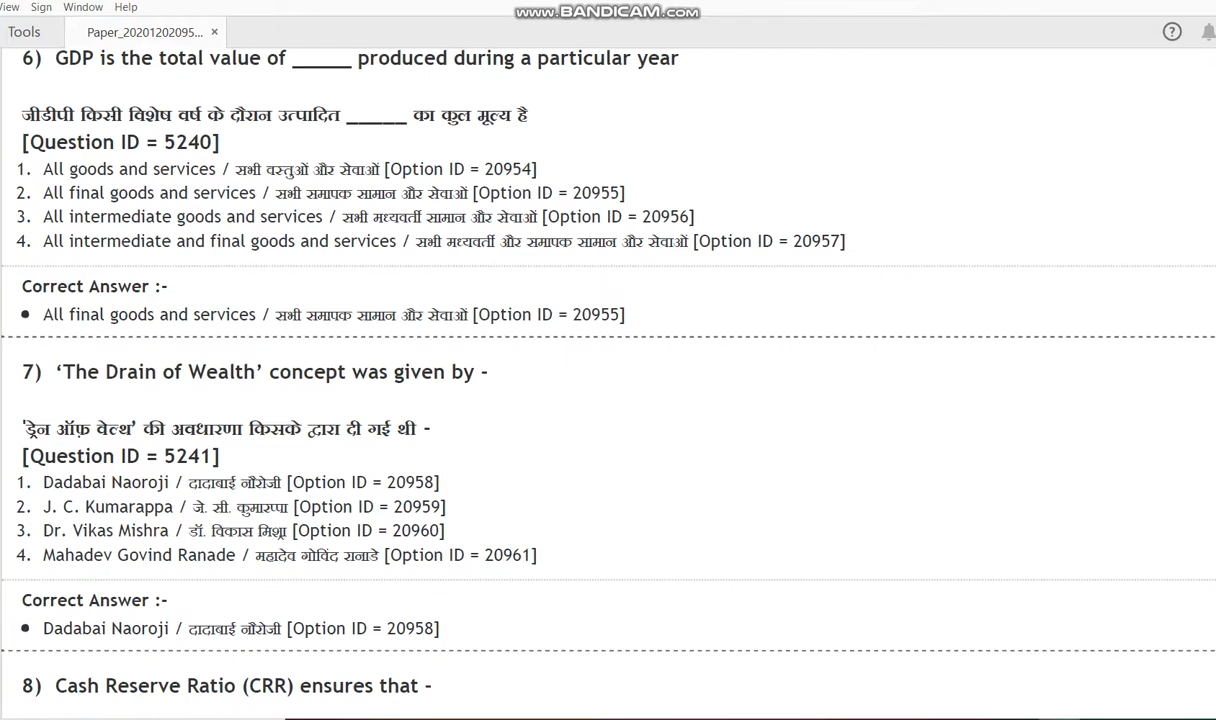 View Sign Window Help
www.BANDICAM.com
Tools Paper_20201202095... ×
6) GDP is the total value of _____ produced during a particular year
जीडीपी किसी विशेष वर्ष के दौरान उत्पादित _____ का कुल मूल्य है
[Question ID = 5240]
1. All goods and services / सभी वस्तुओं और सेवाओं [Option ID = 20954]
2. All final goods and services / सभी समापक सामान और सेवाओं [Option ID = 20955]
3. All intermediate goods and services / सभी मध्यवर्ती सामान और सेवाओं [Option ID = 20956]
4. All intermediate and final goods and services / सभी मध्यवर्ती और समापक सामान और सेवाओं [Option ID = 20957]
Correct Answer :-
• All final goods and services / सभी समापक सामान और सेवाओं [Option ID = 20955]
7) ‘The Drain of Wealth’ concept was given by -
'ड्रेन ऑफ़ वेल्थ’ की अवधारणा किसके द्वारा दी गई थी -
[Question ID = 5241]
1. Dadabai Naoroji / दादाबाई नौरोजी [Option ID = 20958]
2. J. C. Kumarappa / जे. सी. कुमारप्पा [Option ID = 20959]
3. Dr. Vikas Mishra / डॉ. विकास मिश्रा [Option ID = 20960]
4. Mahadev Govind Ranade / महादेव गोविंद रानाडे [Option ID = 20961]
Correct Answer :-
• Dadabai Naoroji / दादाबाई नौरोजी [Option ID = 20958]
8) Cash Reserve Ratio (CRR) ensures that -